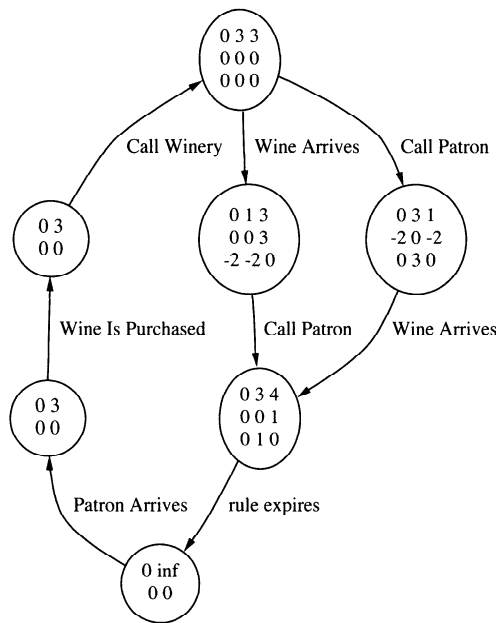 0 3 3
0 0 0
0 0 0
Call Winery
Wine Arrives
Call Patron
0 3
0 0
0 1 3
0 0 3
-2 -2 0
0 3 1
-2 0 -2
0 3 0
Wine Is Purchased
Call Patron
Wine Arrives
0 3
0 0
0 3 4
0 0 1
0 1 0
Patron Arrives
rule expires
0 inf
0 0